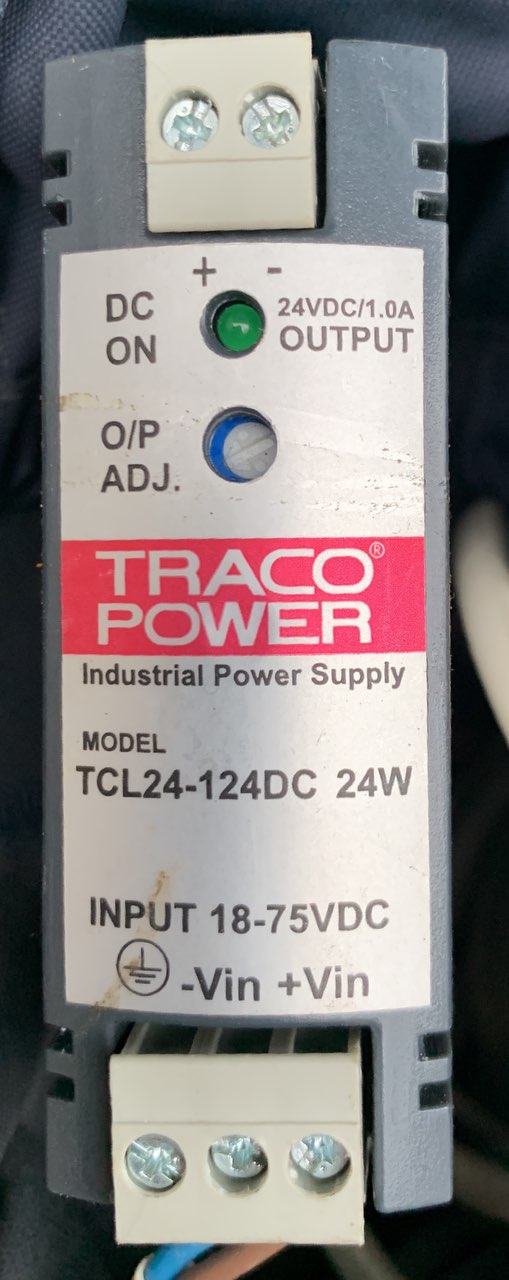 + -
DC ON
24VDC/1.0A
OUTPUT
O/P
ADJ.
TRACO®
POWER
Industrial Power Supply
MODEL
TCL24-124DC 24W
INPUT 18-75VDC
-Vin +Vin